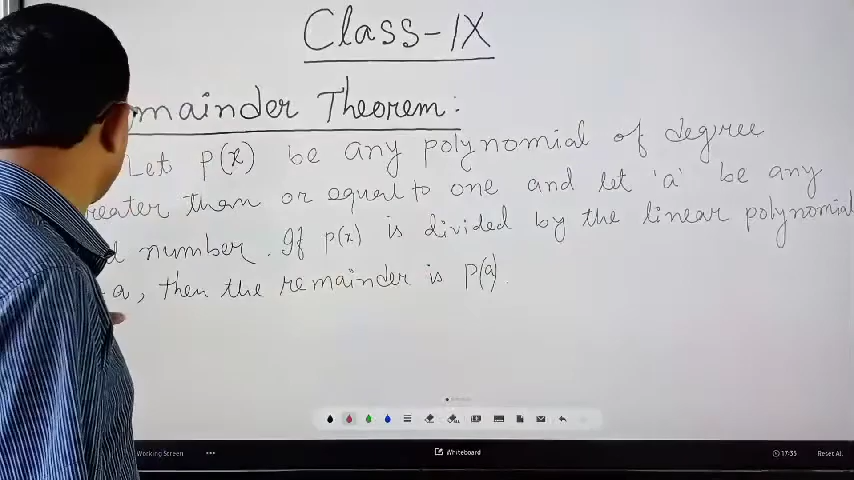 Class-IX
mainder Theorem:
Let p(x) be any polynomial of degree
reater than or equal to one and let 'a' be any
number. If p(x) is divided by the linear polynomial
a, then the remainder is p(a).
Working Screen
Whiteboard
17:35
Reset AI.